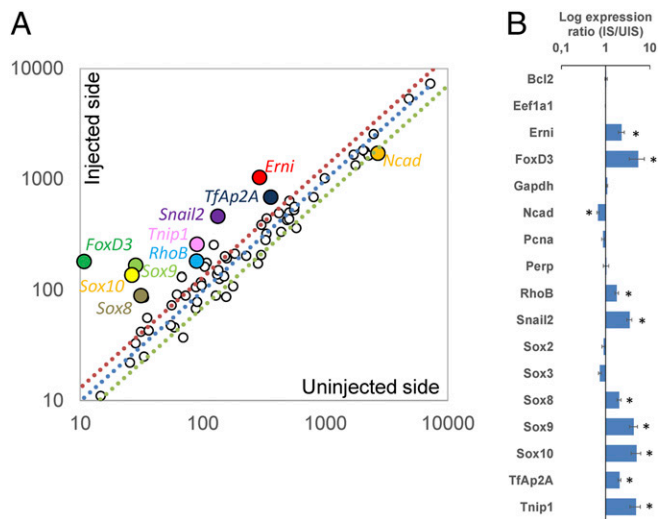 A
B
Log expression
ratio (IS/UIS)
0,1 1 10
10000
1000
100
10
Injected side
Uninjected side
10 100 1000 10000
Erni
Ncad
TfAp2A
Snail2
Tnip1
RhoB
FoxD3
Sox9
Sox10
Sox8
Bcl2
Eef1a1
Erni *
FoxD3 *
Gapdh
Ncad *
Pcna
Perp
RhoB *
Snail2 *
Sox2
Sox3
Sox8 *
Sox9 *
Sox10 *
TfAp2A *
Tnip1 *